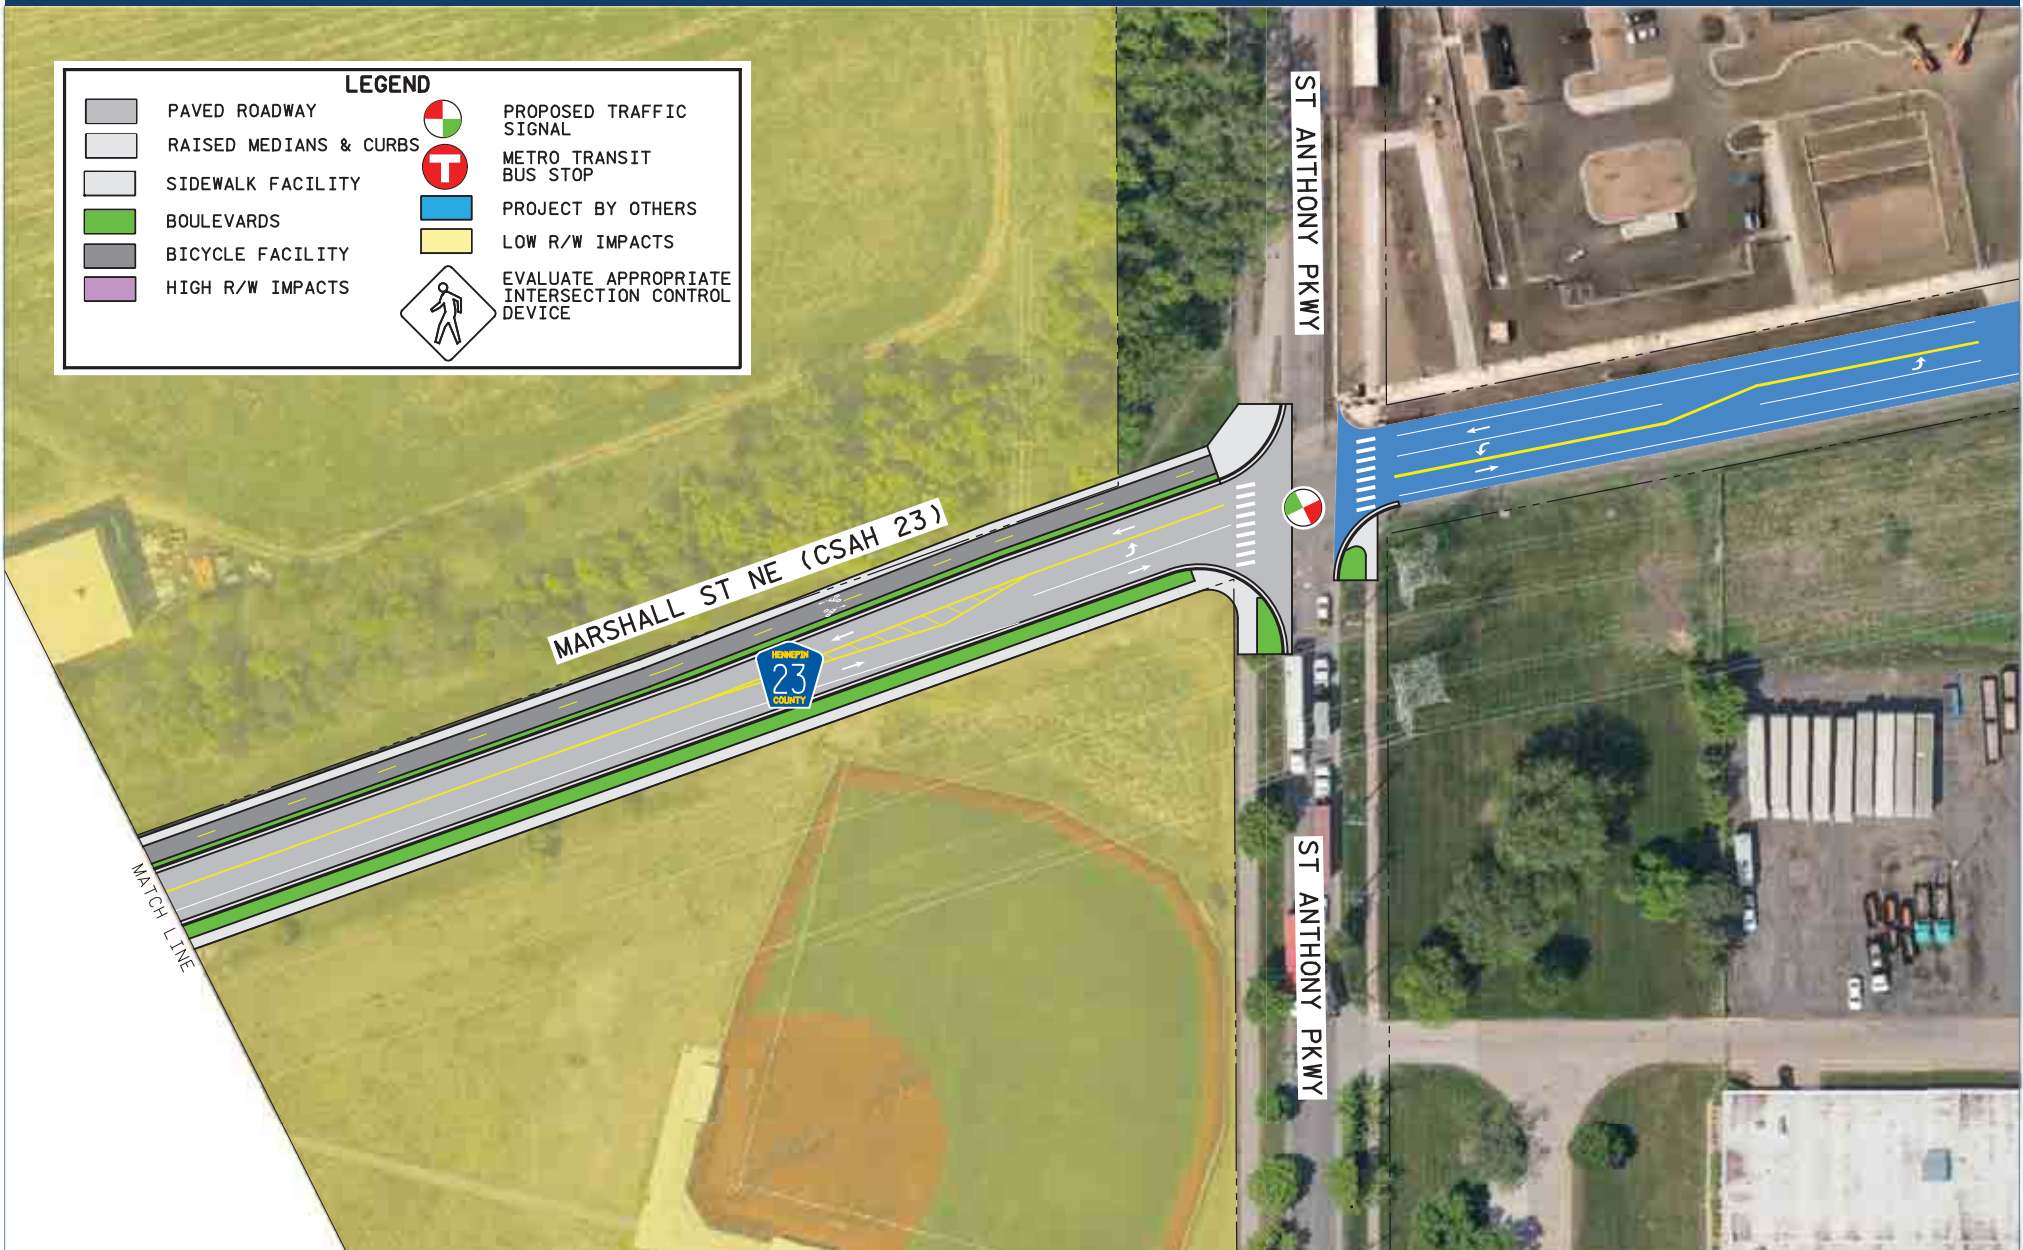 LEGEND
PAVED ROADWAY
RAISED MEDIANS & CURBS
SIDEWALK FACILITY
BOULEVARDS
BICYCLE FACILITY
HIGH R/W IMPACTS
PROPOSED TRAFFIC
SIGNAL
T
METRO TRANSIT
BUS STOP
PROJECT BY OTHERS
LOW R/W IMPACTS
EVALUATE APPROPRIATE
INTERSECTION CONTROL
DEVICE
ST ANTHONY PKWY
MARSHALL ST NE (CSAH 23)
HENNEPIN
23
COUNTY
MATCH LINE
ST ANTHONY PKWY